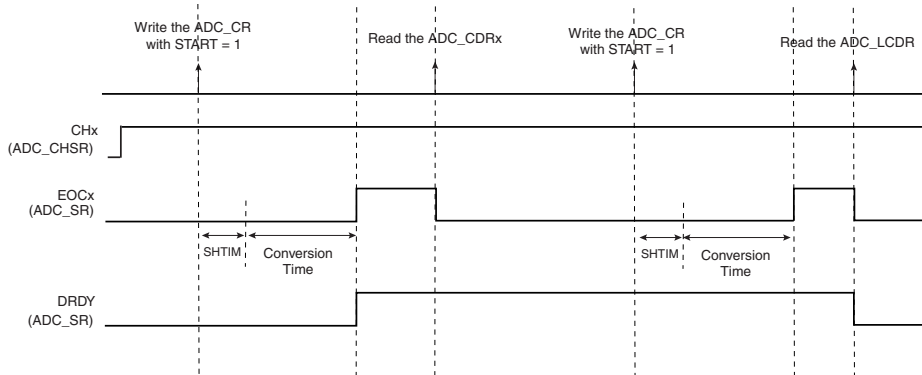 Write the ADC_CR
with START = 1
Read the ADC_CDRx
Write the ADC_CR
with START = 1
Read the ADC_LCDR
CHx
(ADC_CHSR)
EOCx
(ADC_SR)
SHTIM
Conversion
Time
SHTIM
Conversion
Time
DRDY
(ADC_SR)